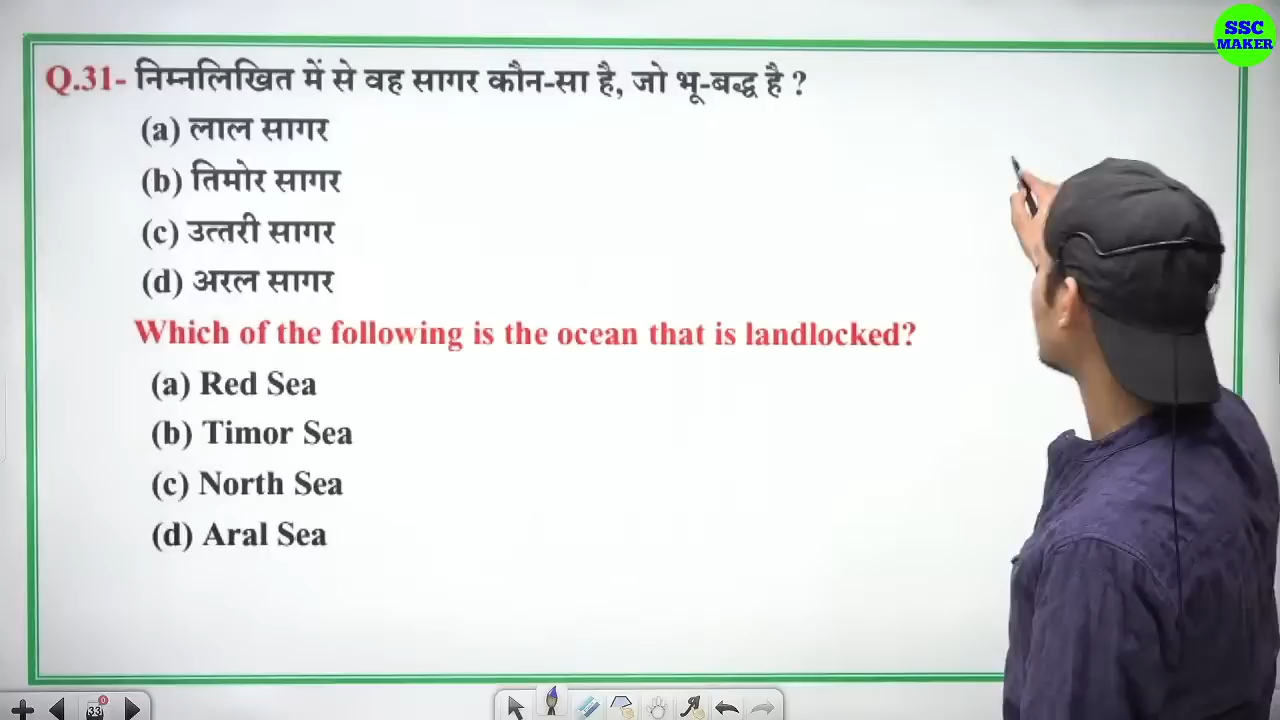 SSC
MAKER
Q.31- निम्नलिखित में से वह सागर कौन-सा है, जो भू-बद्ध है ?
(a) लाल सागर
(b) तिमोर सागर
(c) उत्तरी सागर
(d) अरल सागर
Which of the following is the ocean that is landlocked?
(a) Red Sea
(b) Timor Sea
(c) North Sea
(d) Aral Sea
33
0